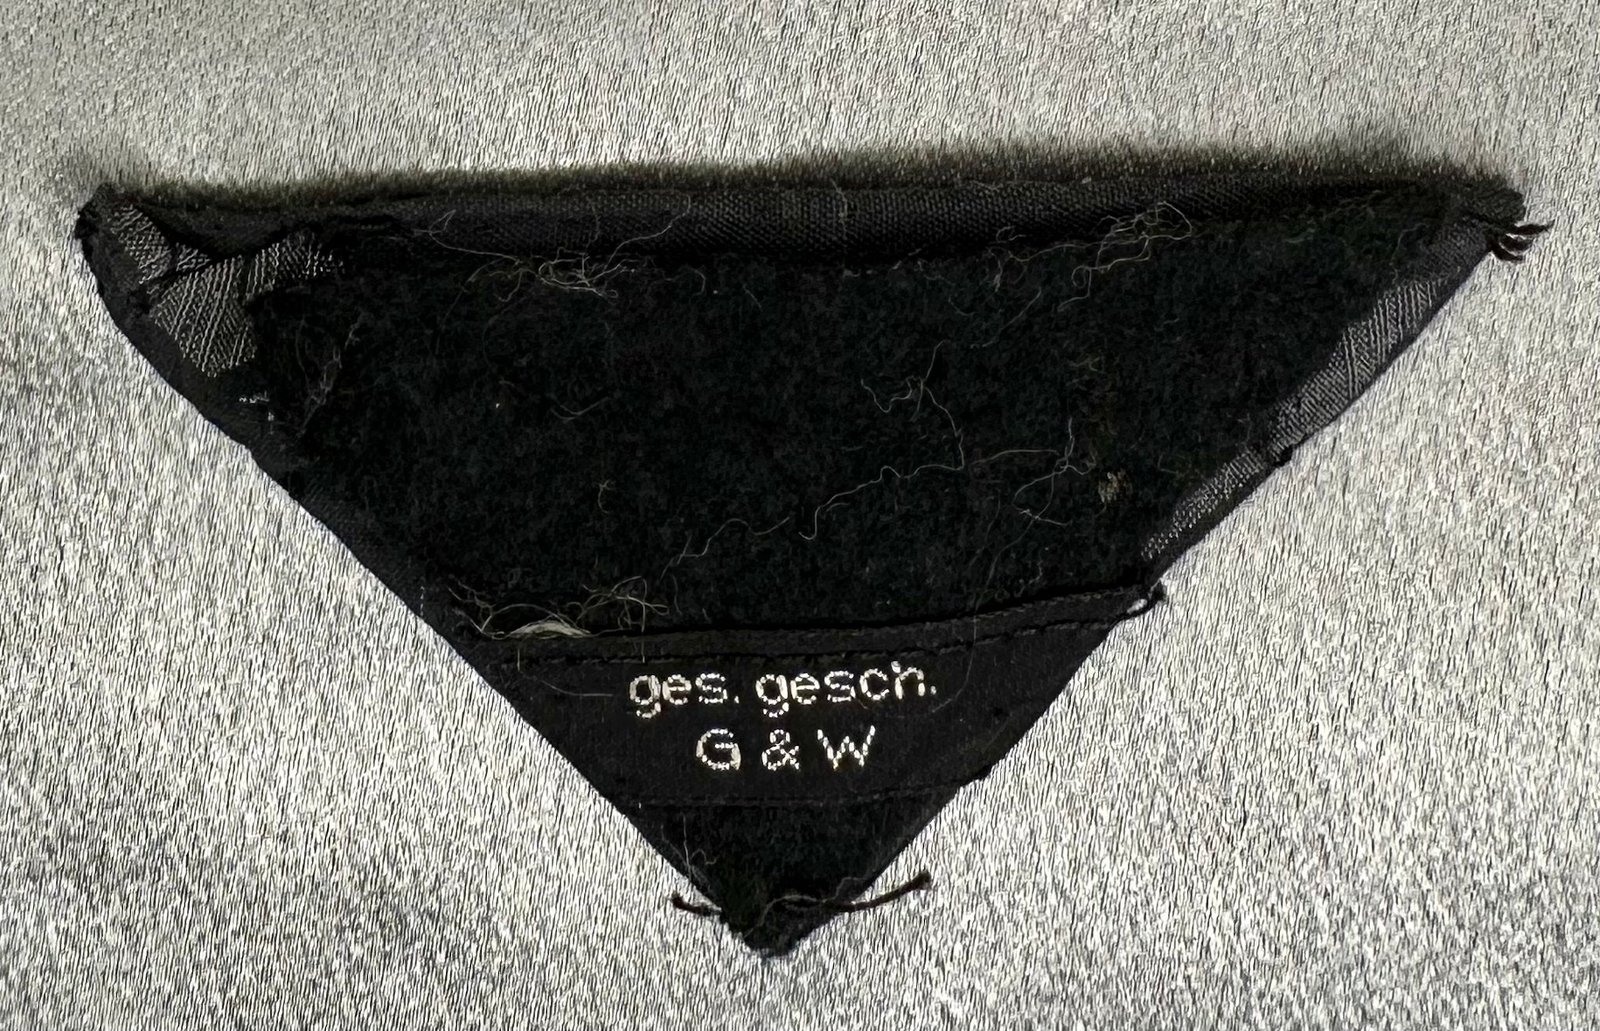 ges. gesch.
G & W